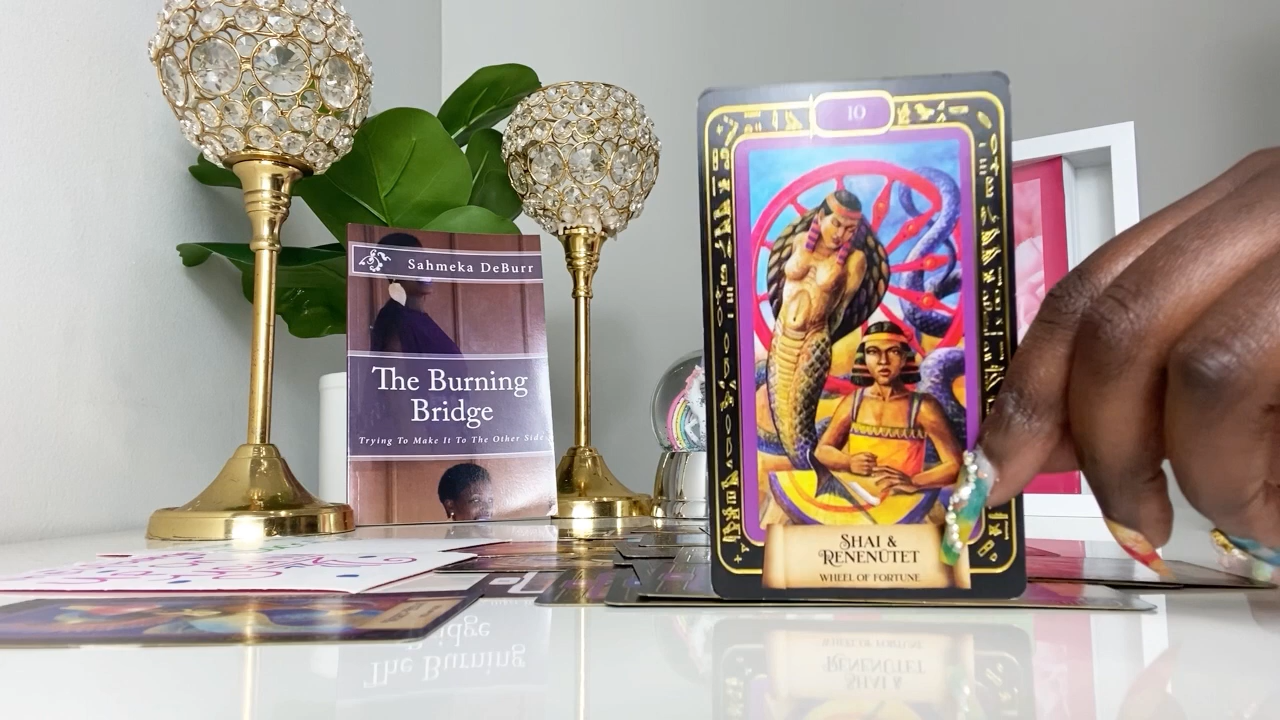 Sahmeka DeBurr
The Burning
Bridge
Trying To Make It To The Other Side
10
SHAI &
RENENUTET
WHEEL OF FORTUNE